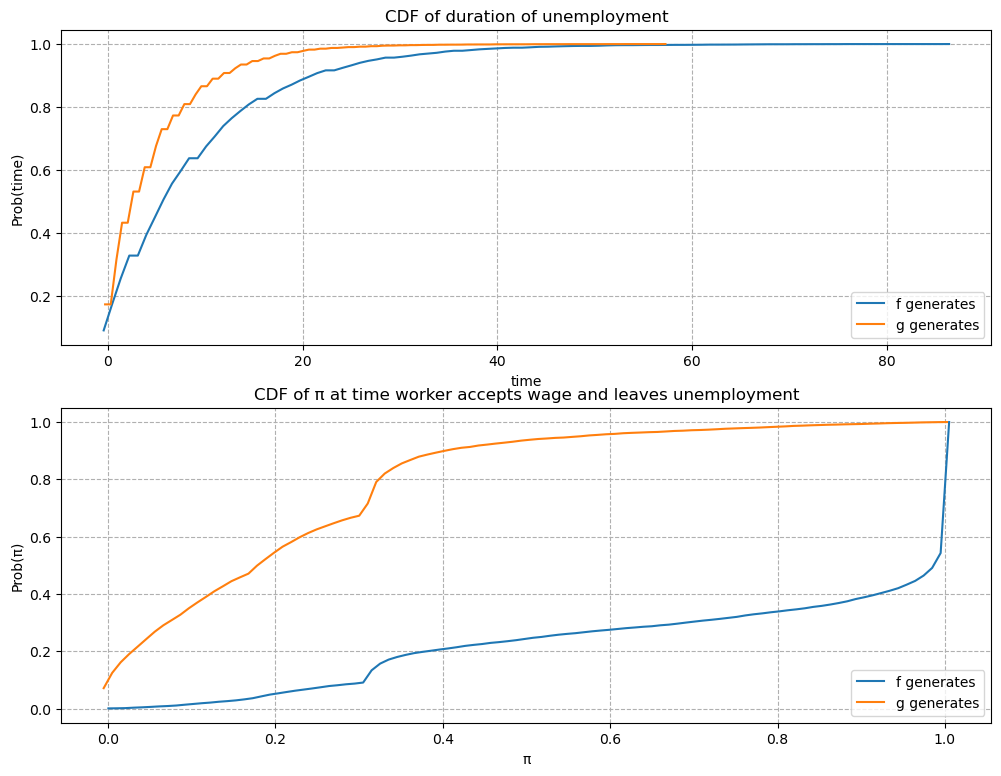 CDF of duration of unemployment
1.0
0.8
0.6
0.4
0.2
Prob(time)
0
20
40
60
80
time
f generates
g generates
CDF of π at time worker accepts wage and leaves unemployment
1.0
0.8
0.6
0.4
0.2
0.0
Prob(π)
0.0
0.2
0.4
0.6
0.8
1.0
π
f generates
g generates